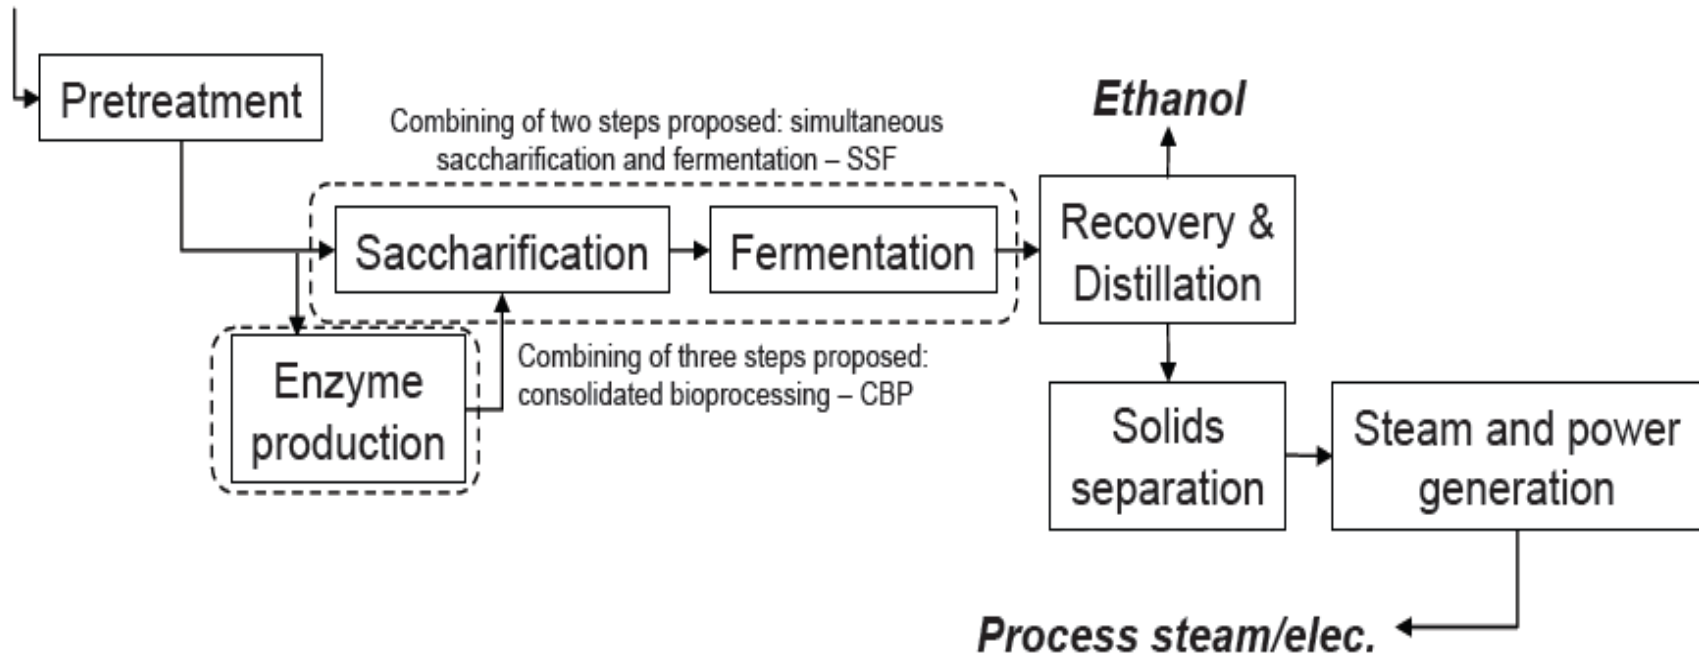 Pretreatment
Combining of two steps proposed: simultaneous
saccharification and fermentation – SSF
Saccharification
Fermentation
Ethanol
Recovery &
Distillation
Enzyme
production
Combining of three steps proposed:
consolidated bioprocessing – CBP
Solids
separation
Steam and power
generation
Process steam/elec.